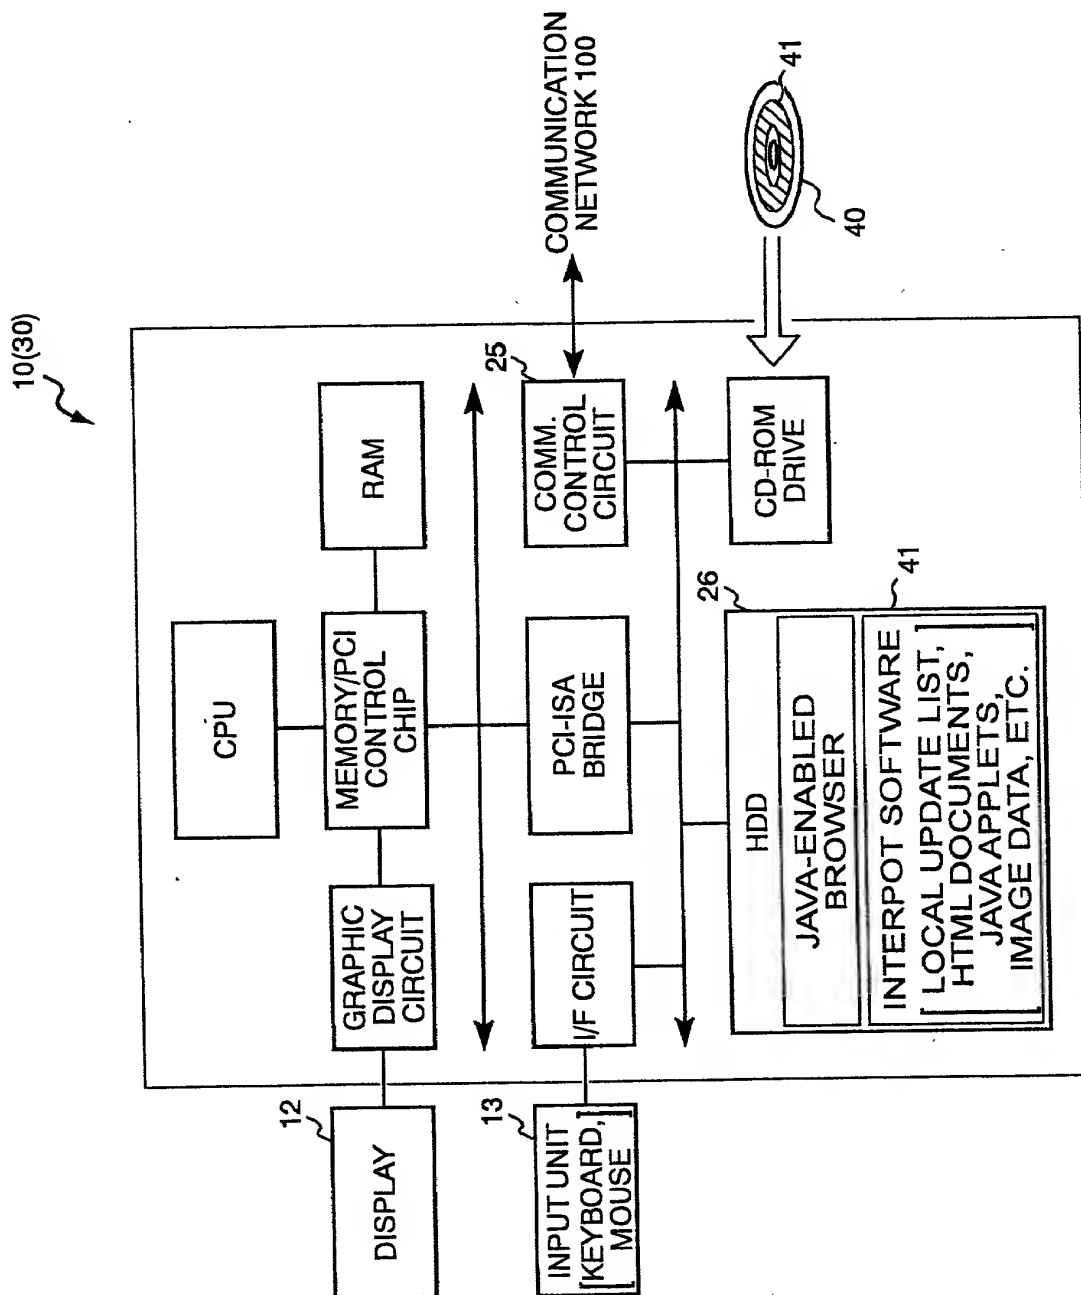 10(30)
CPU
12
DISPLAY
GRAPHIC
DISPLAY
CIRCUIT
MEMORY/PCI
CONTROL
CHIP
RAM
13
INPUT UNIT
[KEYBOARD,
MOUSE]
I/F CIRCUIT
PCI-ISA
BRIDGE
25
COMM.
CONTROL
CIRCUIT
COMMUNICATION
NETWORK 100
26
HDD
JAVA-ENABLED
BROWSER
41
INTERPOT SOFTWARE
[LOCAL UPDATE LIST,
HTML DOCUMENTS,
JAVA APPLETS,
IMAGE DATA, ETC.]
CD-ROM
DRIVE
40
41